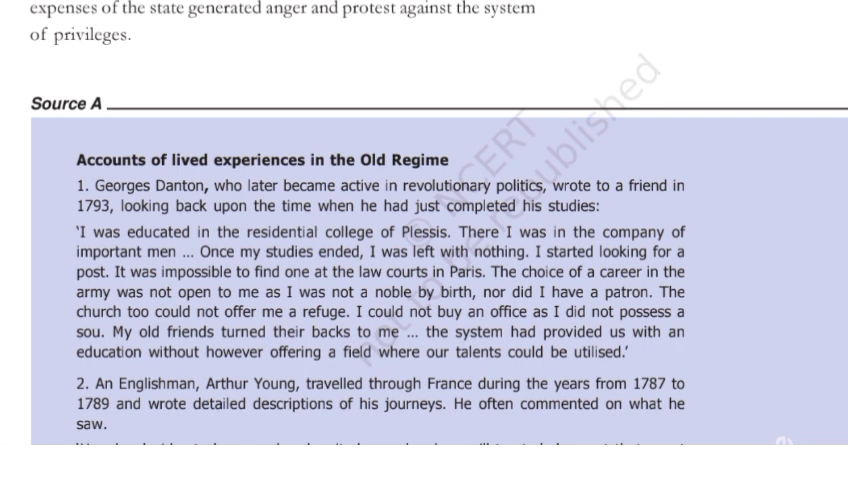 expenses of the state generated anger and protest against the system
of privileges.
Source A
Accounts of lived experiences in the Old Regime
1. Georges Danton, who later became active in revolutionary politics, wrote to a friend in
1793, looking back upon the time when he had just completed his studies:
'I was educated in the residential college of Plessis. There I was in the company of
important men ... Once my studies ended, I was left with nothing. I started looking for a
post. It was impossible to find one at the law courts in Paris. The choice of a career in the
army was not open to me as I was not a noble by birth, nor did I have a patron. The
church too could not offer me a refuge. I could not buy an office as I did not possess a
sou. My old friends turned their backs to me ... the system had provided us with an
education without however offering a field where our talents could be utilised.'
2. An Englishman, Arthur Young, travelled through France during the years from 1787 to
1789 and wrote detailed descriptions of his journeys. He often commented on what he
saw.
© NCERT
not to be republished